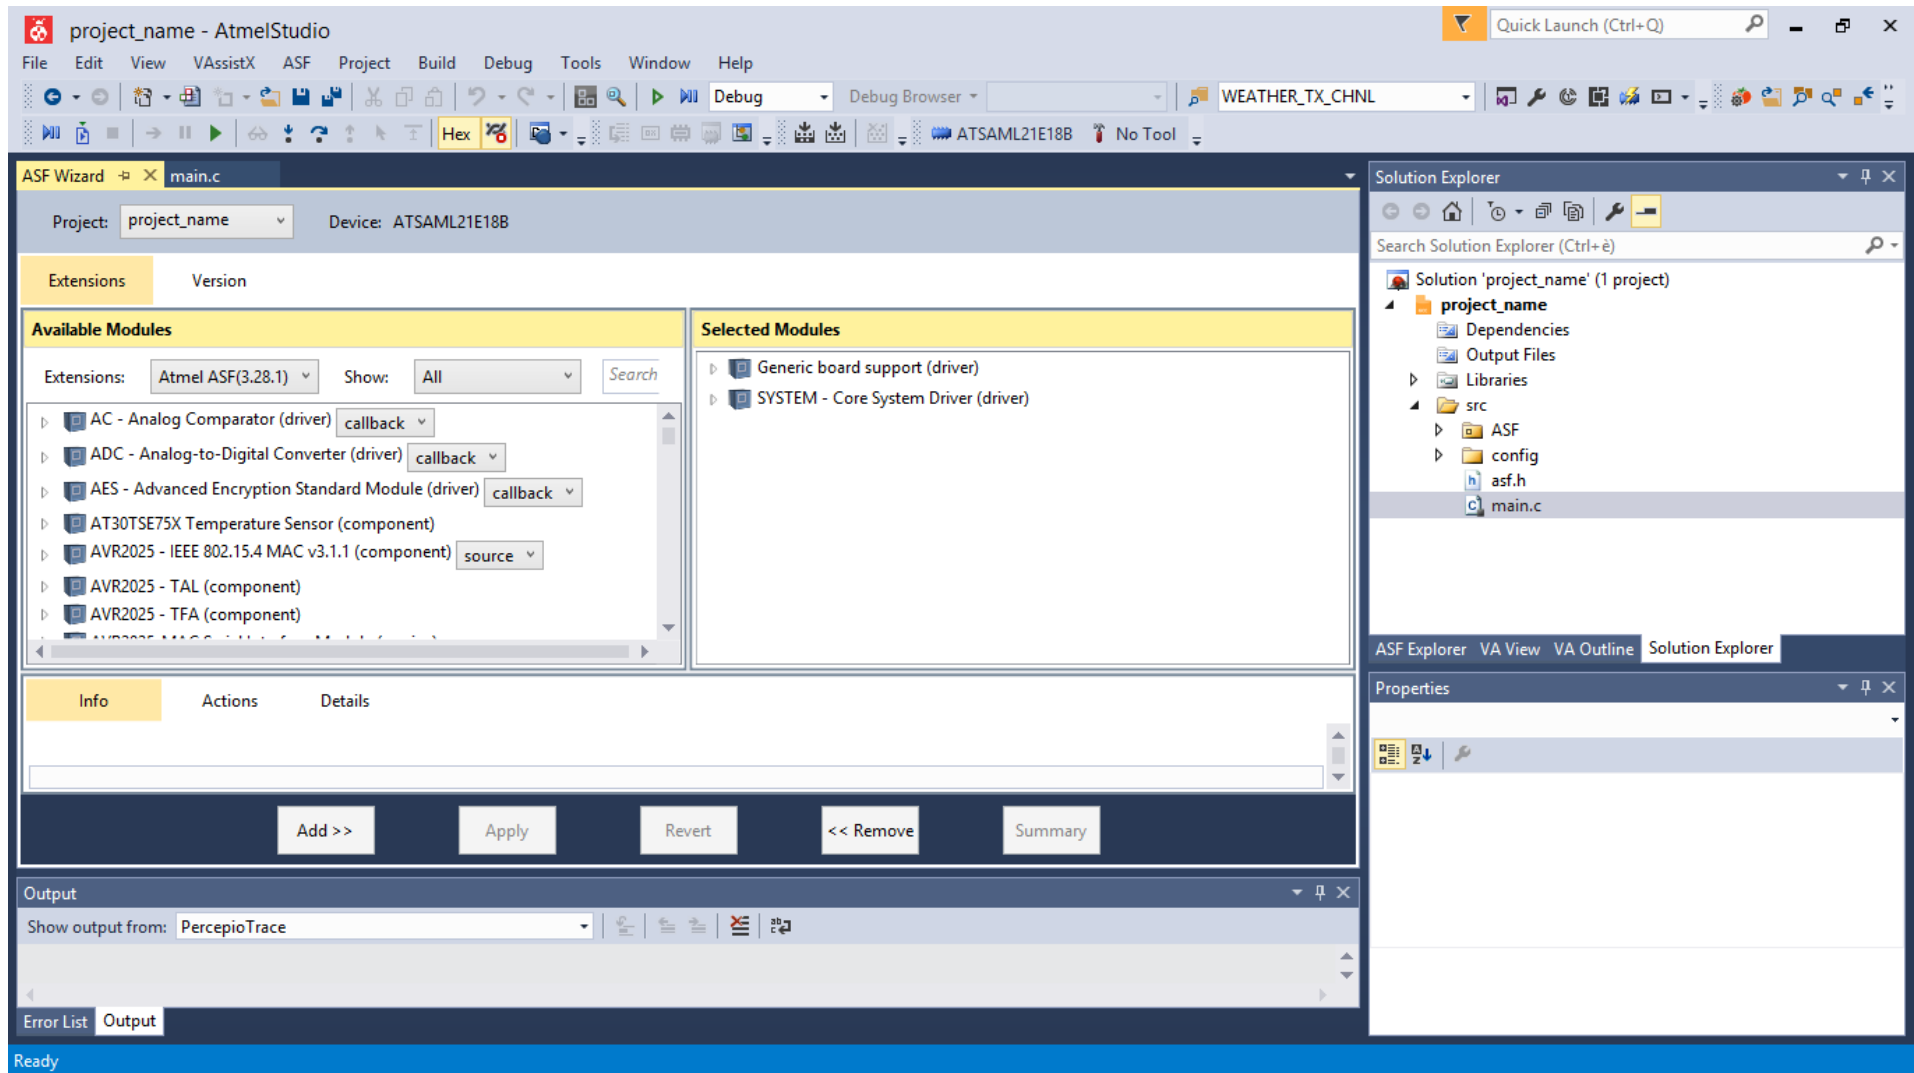 project_name - AtmelStudio
Quick Launch (Ctrl+Q)
File Edit View VAssistX ASF Project Build Debug Tools Window Help
Debug Debug Browser WEATHER_TX_CHNL
Hex ATSAML21E18B No Tool
ASF Wizard main.c
Project: project_name Device: ATSAML21E18B
Extensions Version
Available Modules
Extensions: Atmel ASF(3.28.1) Show: All Search
AC - Analog Comparator (driver) callback
ADC - Analog-to-Digital Converter (driver) callback
AES - Advanced Encryption Standard Module (driver) callback
AT30TSE75X Temperature Sensor (component)
AVR2025 - IEEE 802.15.4 MAC v3.1.1 (component) source
AVR2025 - TAL (component)
AVR2025 - TFA (component)
Selected Modules
Generic board support (driver)
SYSTEM - Core System Driver (driver)
Info Actions Details
Add >> Apply Revert << Remove Summary
Output
Show output from: PercepioTrace
Error List Output
Solution Explorer
Search Solution Explorer (Ctrl+è)
Solution 'project_name' (1 project)
project_name
Dependencies
Output Files
Libraries
src
ASF
config
asf.h
main.c
ASF Explorer VA View VA Outline Solution Explorer
Properties
Ready